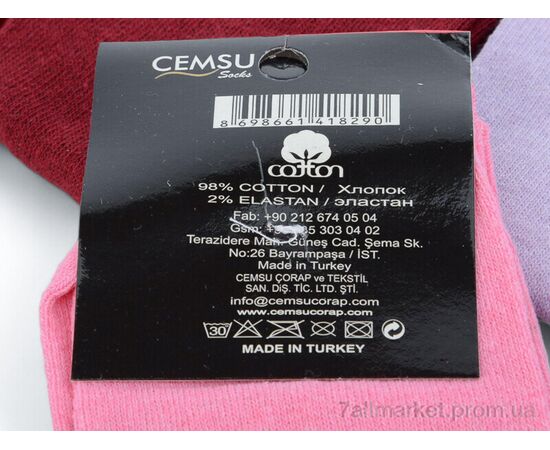 CEMSU
Socks
8 698661 418290
cotton
98% COTTON / Хлопок
2% ELASTAN / эластан
Fab: +90 212 674 05 04
Gsm: 303 04 02
Terazidere Mah. Güneş Cad. Şema Sk.
No:26 Bayrampaşa / İST.
Made in Turkey
CEMSU ÇORAP ve TEKSTİL
SAN. DIŞ. TİC. LTD. ŞTİ.
info@cemsucorap.com
www.cemsucorap.com
30
MADE IN TURKEY
7allmarket.prom.ua